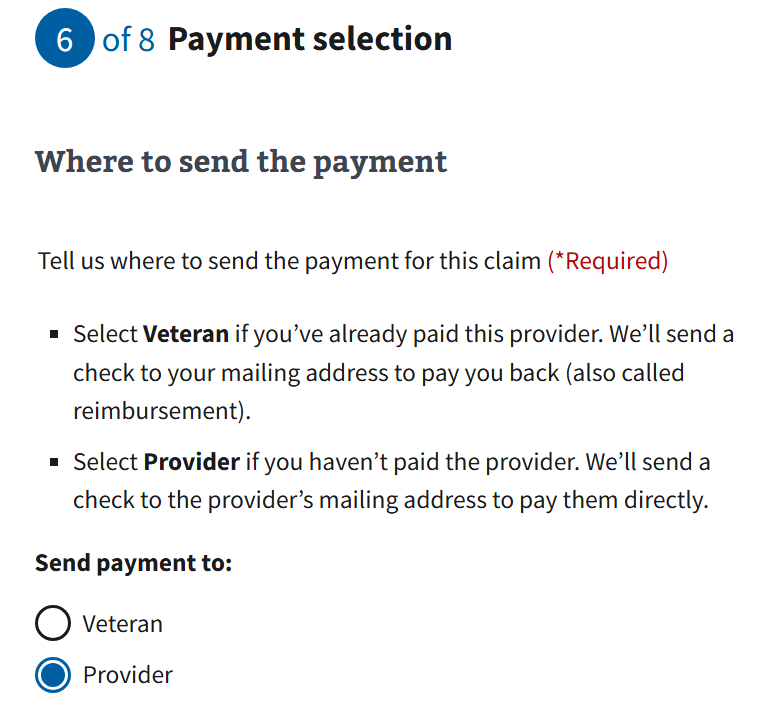 6 of 8 Payment selection
Where to send the payment
Tell us where to send the payment for this claim (*Required)
▪ Select Veteran if you’ve already paid this provider. We’ll send a
check to your mailing address to pay you back (also called
reimbursement).
▪ Select Provider if you haven’t paid the provider. We’ll send a
check to the provider’s mailing address to pay them directly.
Send payment to:
Veteran
Provider